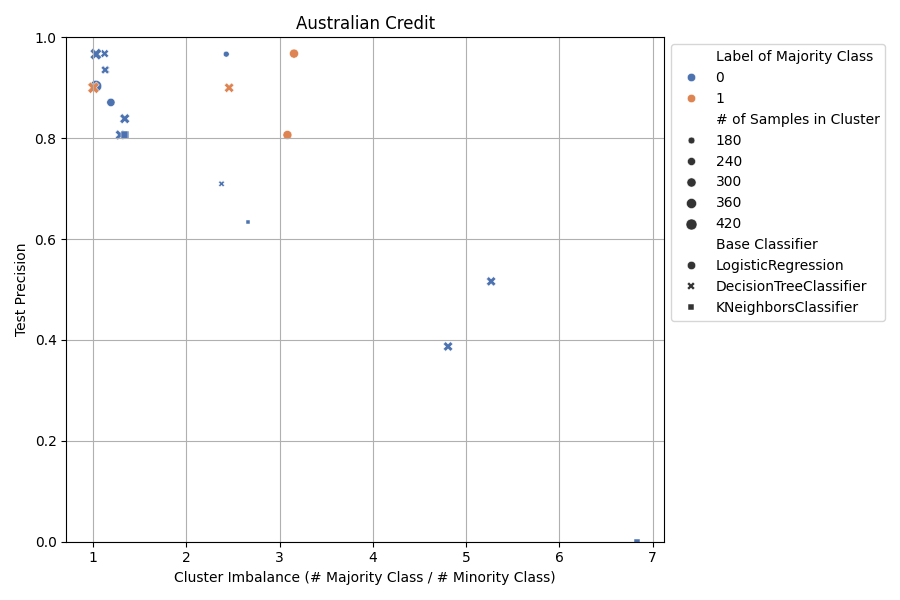 Australian Credit
1.0
0.8
0.6
0.4
0.2
0.0
Test Precision
1
2
3
4
5
6
7
Cluster Imbalance (# Majority Class / # Minority Class)
Label of Majority Class
0
1
# of Samples in Cluster
180
240
300
360
420
Base Classifier
LogisticRegression
DecisionTreeClassifier
KNeighborsClassifier